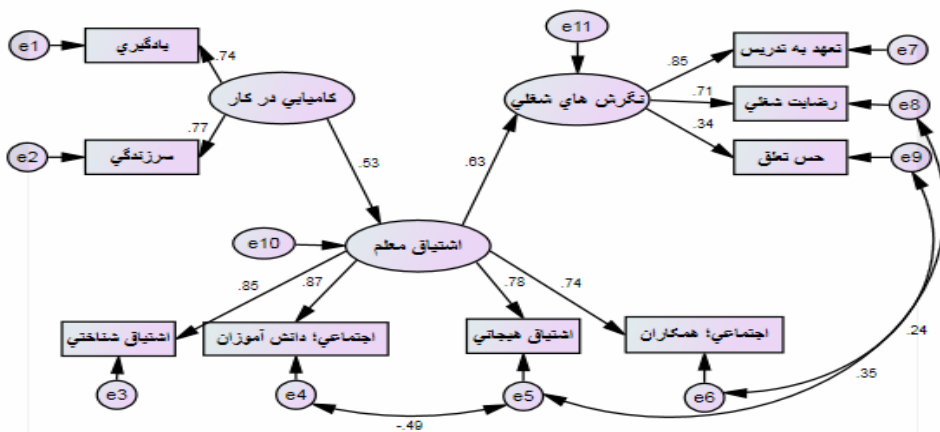 e11
e1
يادگيري
.74
.85
تعهد به تدريس
e7
كاميابي در كار
نگرش هاي شغلي
.71
رضايت شغلي
e8
.77
.34
e2
سرزندگي
حس تعلق
e9
.53
.63
e10
اشتياق معلم
.85
.87
.78
.74
اشتياق شناختي
اجتماعي؛ دانش آموزان
اشتياق هيجاني
اجتماعي؛ همكاران
.24
.35
e3
e4
e5
e6
-.49